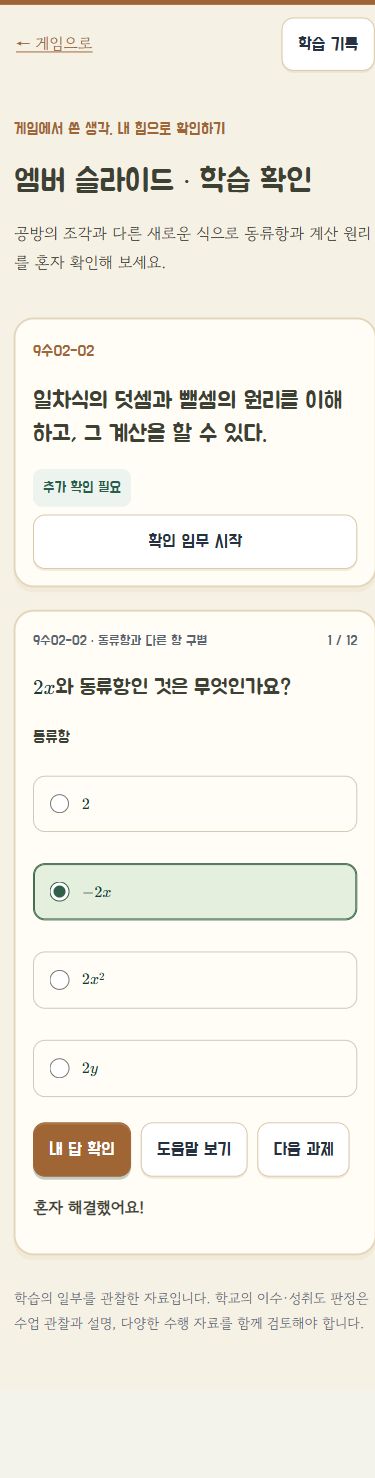 ← 게임으로
학습 기록
게임에서 쓴 생각, 내 힘으로 확인하기
엠버 슬라이드 · 학습 확인
공방의 조각과 다른 새로운 식으로 동류항과 계산 원리
를 혼자 확인해 보세요.
9수02-02
일차식의 덧셈과 뺄셈의 원리를 이해
하고, 그 계산을 할 수 있다.
추가 확인 필요
확인 임무 시작
9수02-02 · 동류항과 다른 항 구별
1 / 12
2x와 동류항인 것은 무엇인가요?
동류항
2
−2x
2x²
2y
내 답 확인
도움말 보기
다음 과제
혼자 해결했어요!
학습의 일부를 관찰한 자료입니다. 학교의 이수·성취도 판정은
수업 관찰과 설명, 다양한 수행 자료를 함께 검토해야 합니다.